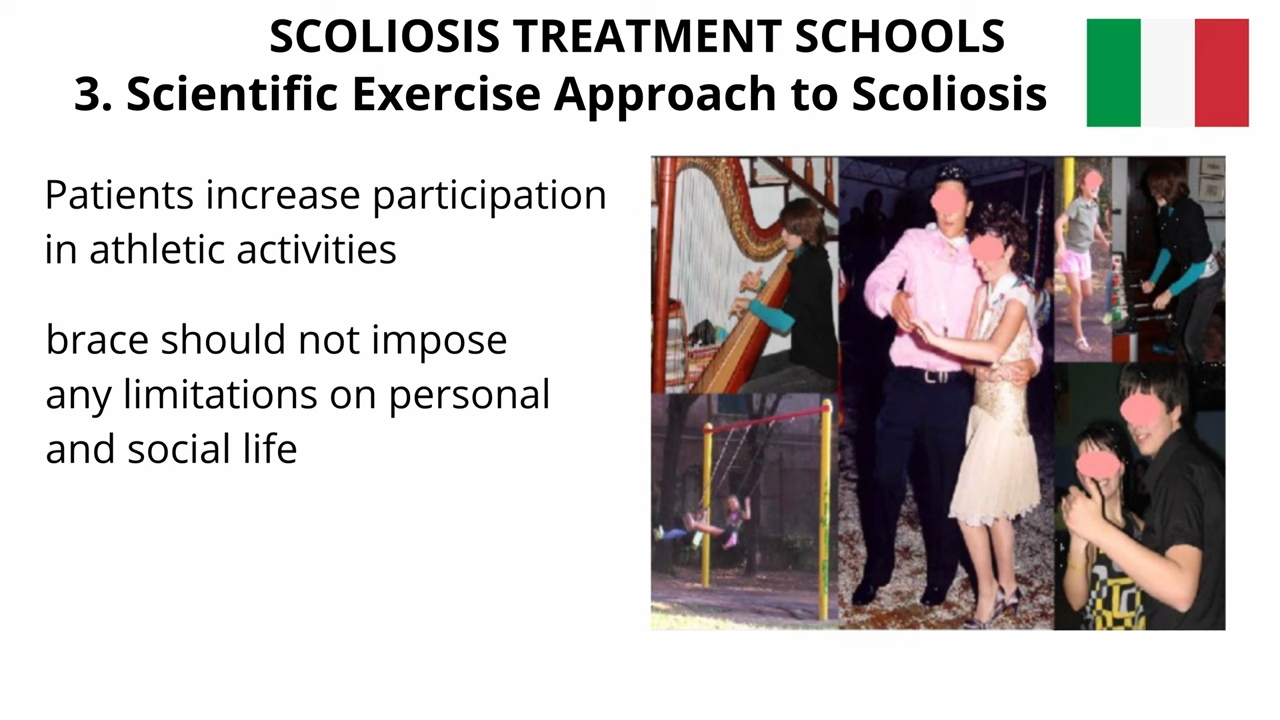 SCOLIOSIS TREATMENT SCHOOLS
3. Scientific Exercise Approach to Scoliosis
Patients increase participation
in athletic activities
brace should not impose
any limitations on personal
and social life